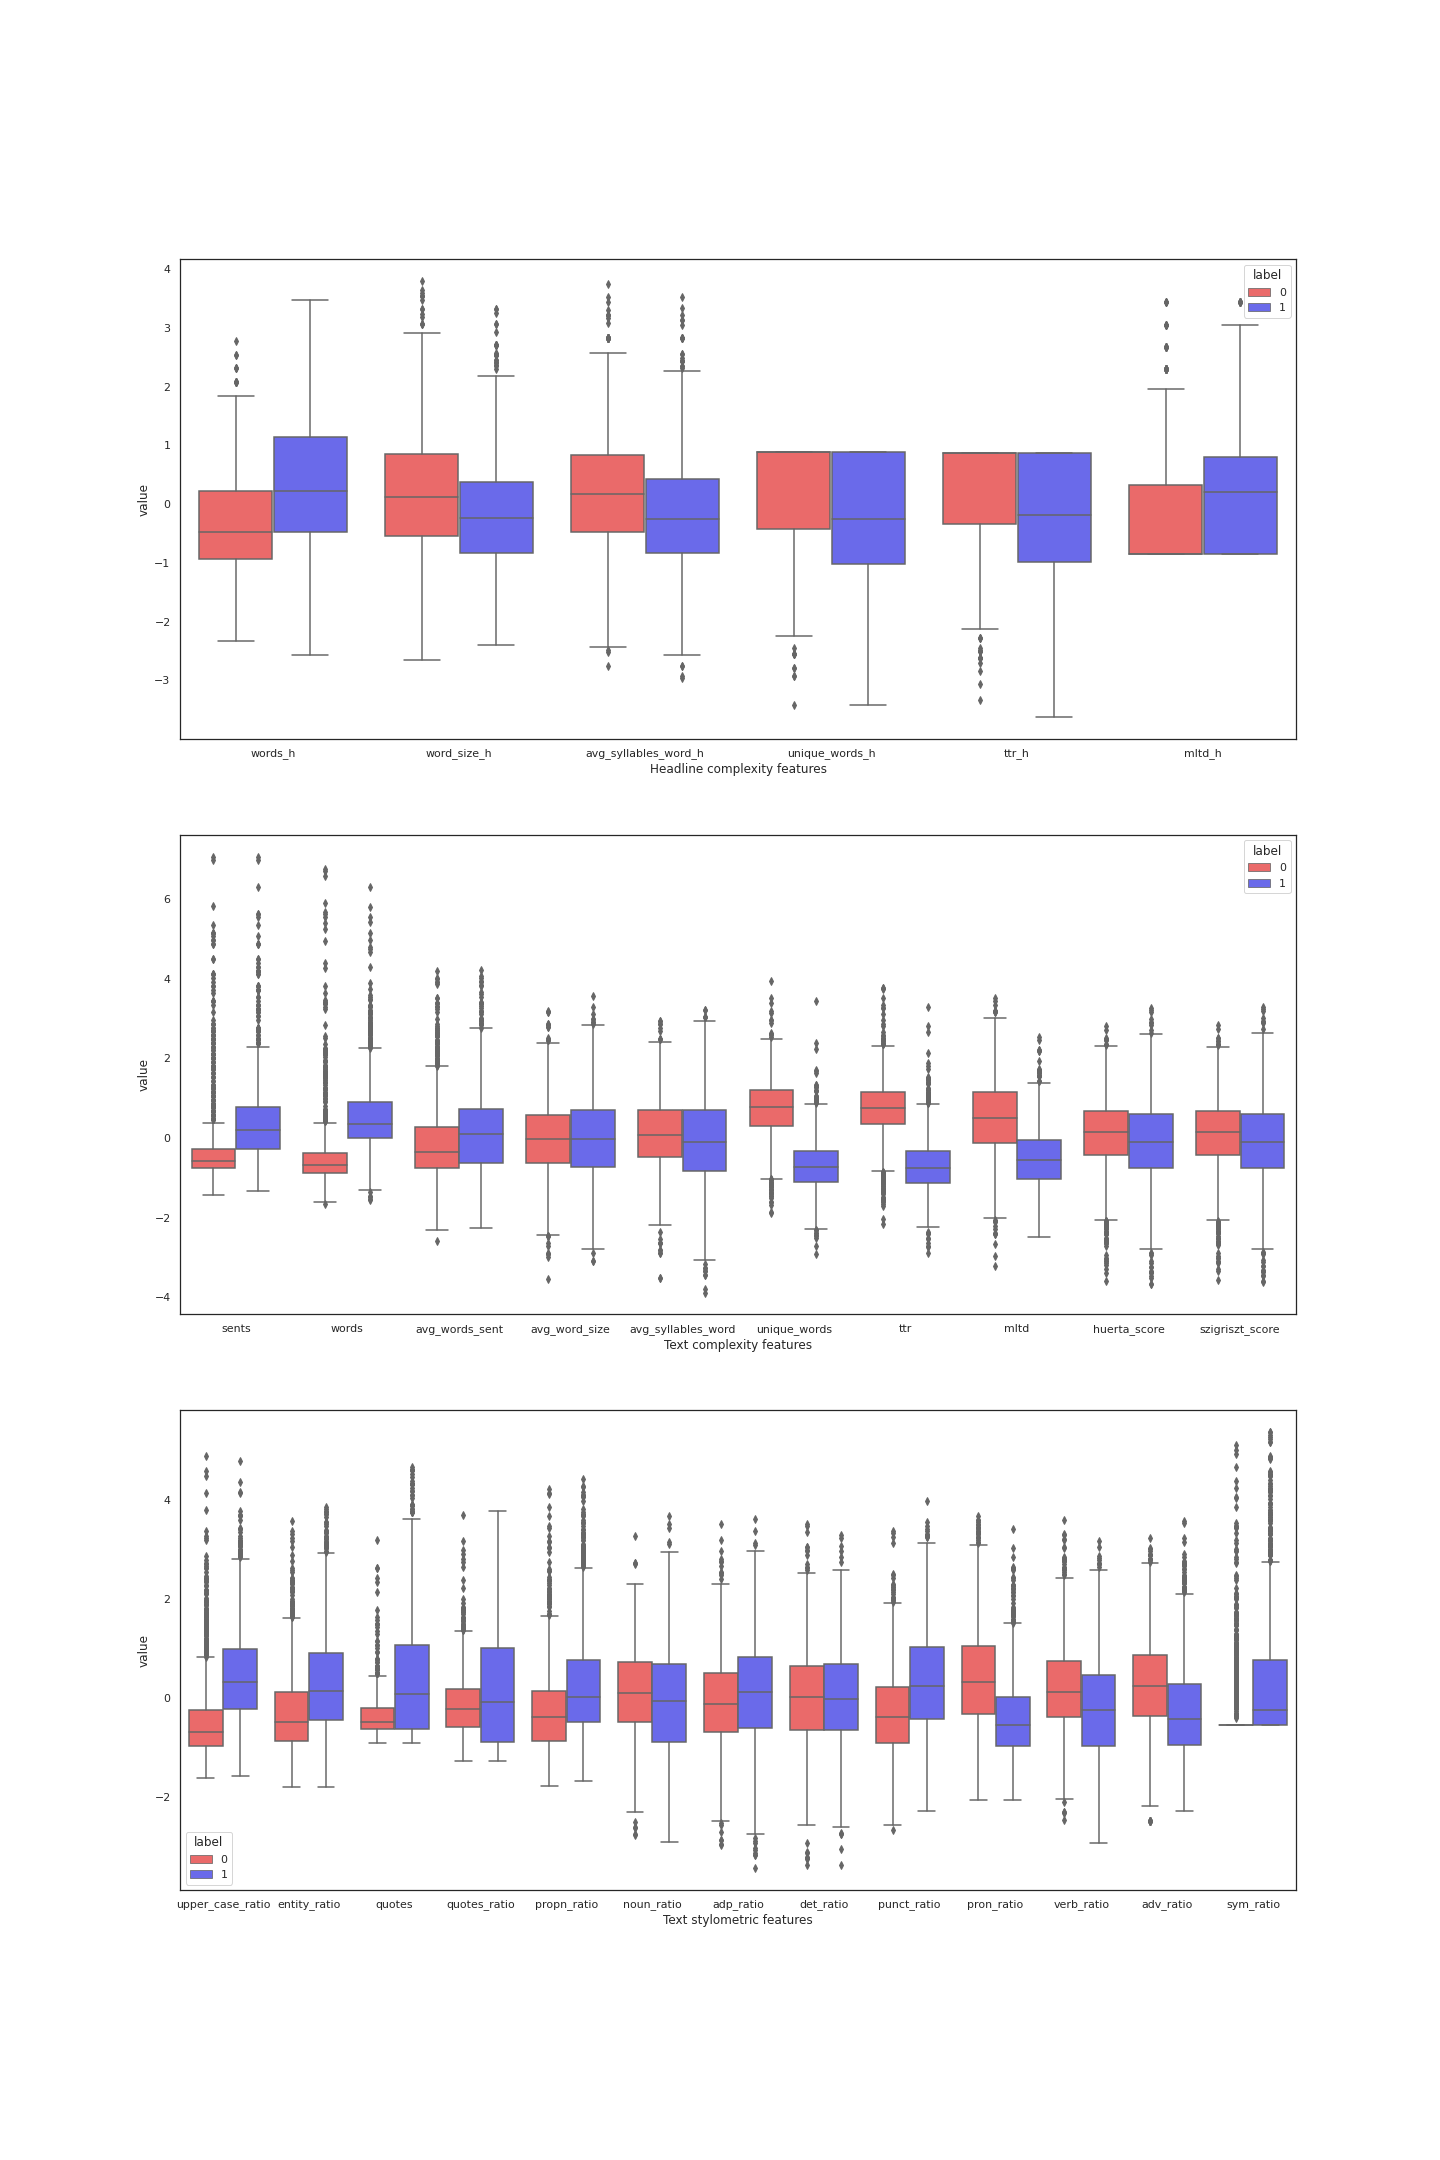 label
0
1
4
3
2
1
0
−1
−2
−3
value
words_h word_size_h avg_syllables_word_h unique_words_h ttr_h mltd_h
Headline complexity features
label
0
1
6
4
2
0
−2
−4
value
sents words avg_words_sent avg_word_size avg_syllables_word unique_words ttr mltd huerta_score szigriszt_score
Text complexity features
4
2
0
−2
value
label
0
1
upper_case_ratio entity_ratio quotes quotes_ratio propn_ratio noun_ratio adp_ratio det_ratio punct_ratio pron_ratio verb_ratio adv_ratio sym_ratio
Text stylometric features